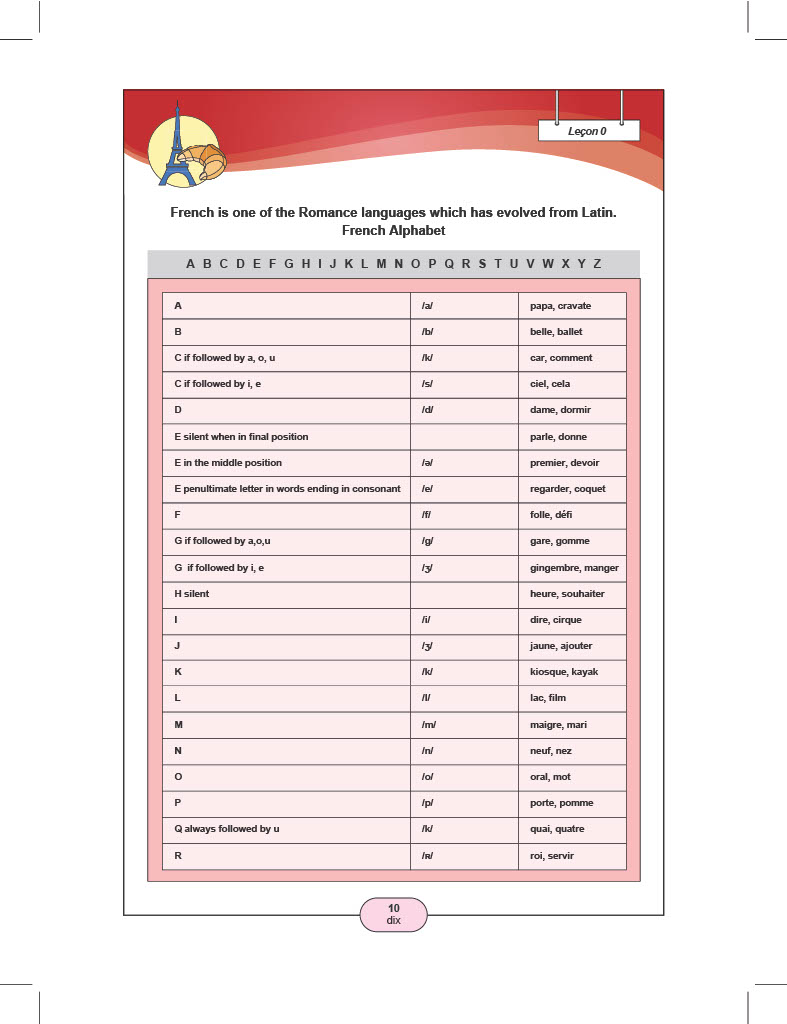 Leçon 0
French is one of the Romance languages which has evolved from Latin.
French Alphabet
A B C D E F G H I J K L M N O P Q R S T U V W X Y Z
A /a/ papa, cravate
B /b/ belle, ballet
C if followed by a, o, u /k/ car, comment
C if followed by i, e /s/ ciel, cela
D /d/ dame, dormir
E silent when in final position parle, donne
E in the middle position /ə/ premier, devoir
E penultimate letter in words ending in consonant /e/ regarder, coquet
F /f/ folle, défi
G if followed by a,o,u /g/ gare, gomme
G if followed by i, e /ʒ/ gingembre, manger
H silent heure, souhaiter
I /i/ dire, cirque
J /ʒ/ jaune, ajouter
K /k/ kiosque, kayak
L /l/ lac, film
M /m/ maigre, mari
N /n/ neuf, nez
O /o/ oral, mot
P /p/ porte, pomme
Q always followed by u /k/ quai, quatre
R /ʀ/ roi, servir
10
dix